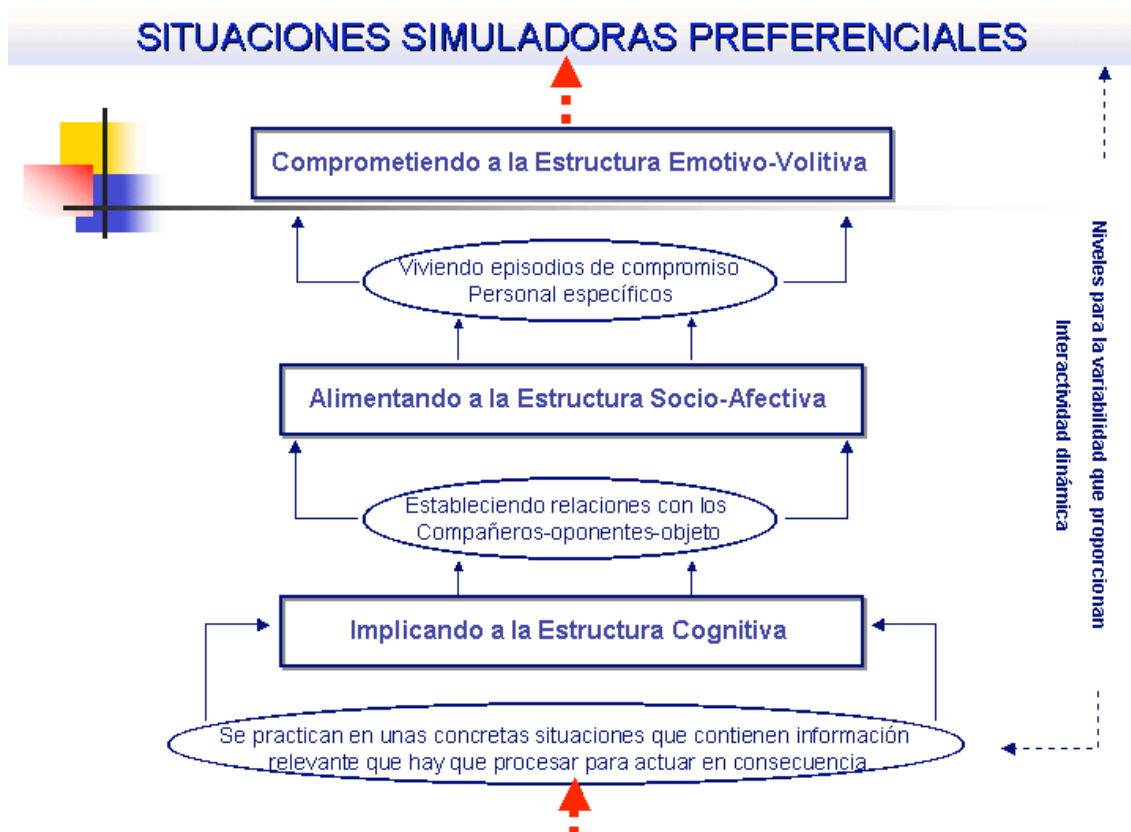 SITUACIONES SIMULADORAS PREFERENCIALES
Comprometiendo a la Estructura Emotivo-Volitiva
Viviendo episodios de compromiso
Personal específicos
Alimentando a la Estructura Socio-Afectiva
Estableciendo relaciones con los
Compañeros-oponentes-objeto
Implicando a la Estructura Cognitiva
Se practican en unas concretas situaciones que contienen información
relevante que hay que procesar para actuar en consecuencia
Niveles para la variabilidad que proporcionan
Interactividad dinámica